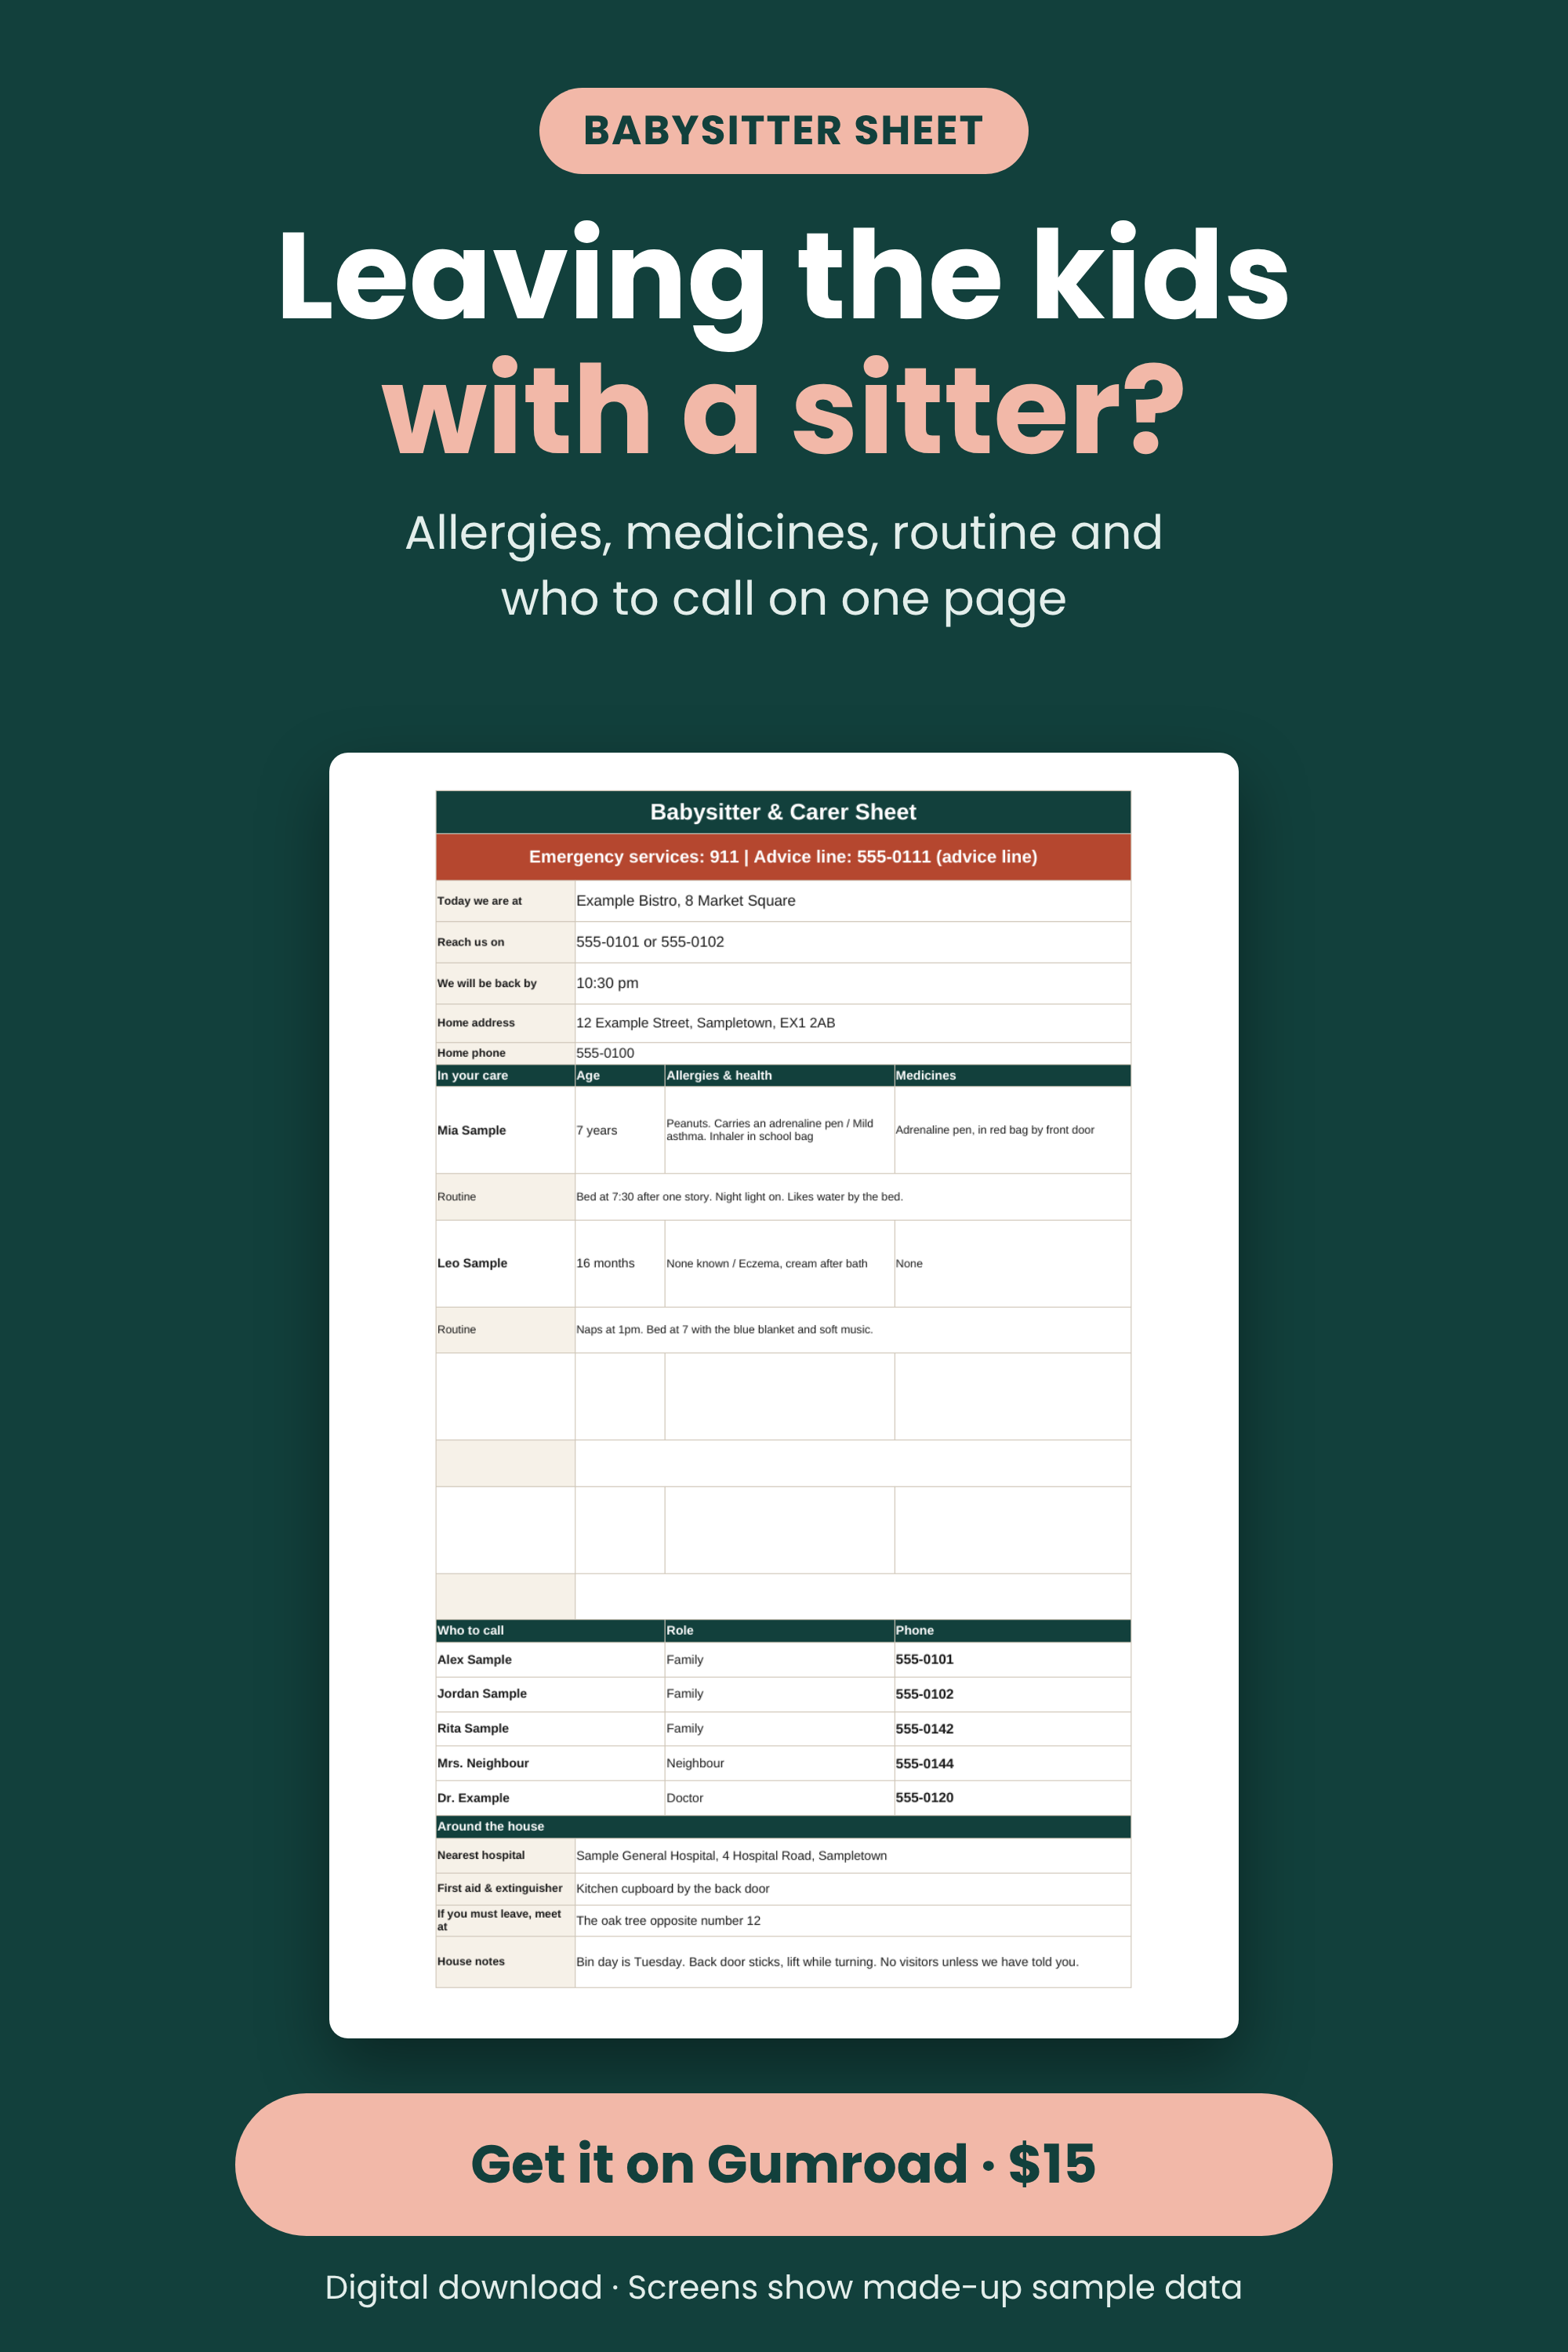 BABYSITTER SHEET
Leaving the kids
with a sitter?
Allergies, medicines, routine and
who to call on one page
Babysitter & Carer Sheet
Emergency services: 911 | Advice line: 555-0111 (advice line)
Today we are at Example Bistro, 8 Market Square
Reach us on 555-0101 or 555-0102
We will be back by 10:30 pm
Home address 12 Example Street, Sampletown, EX1 2AB
Home phone 555-0100
In your care Age Allergies & health Medicines
Mia Sample 7 years Peanuts. Carries an adrenaline pen / Mild asthma. Inhaler in school bag Adrenaline pen, in red bag by front door
Routine Bed at 7:30 after one story. Night light on. Likes water by the bed.
Leo Sample 16 months None known / Eczema, cream after bath None
Routine Naps at 1pm. Bed at 7 with the blue blanket and soft music.
Who to call Role Phone
Alex Sample Family 555-0101
Jordan Sample Family 555-0102
Rita Sample Family 555-0142
Mrs. Neighbour Neighbour 555-0144
Dr. Example Doctor 555-0120
Around the house
Nearest hospital Sample General Hospital, 4 Hospital Road, Sampletown
First aid & extinguisher Kitchen cupboard by the back door
If you must leave, meet at The oak tree opposite number 12
House notes Bin day is Tuesday. Back door sticks, lift while turning. No visitors unless we have told you.
Get it on Gumroad · $15
Digital download · Screens show made-up sample data